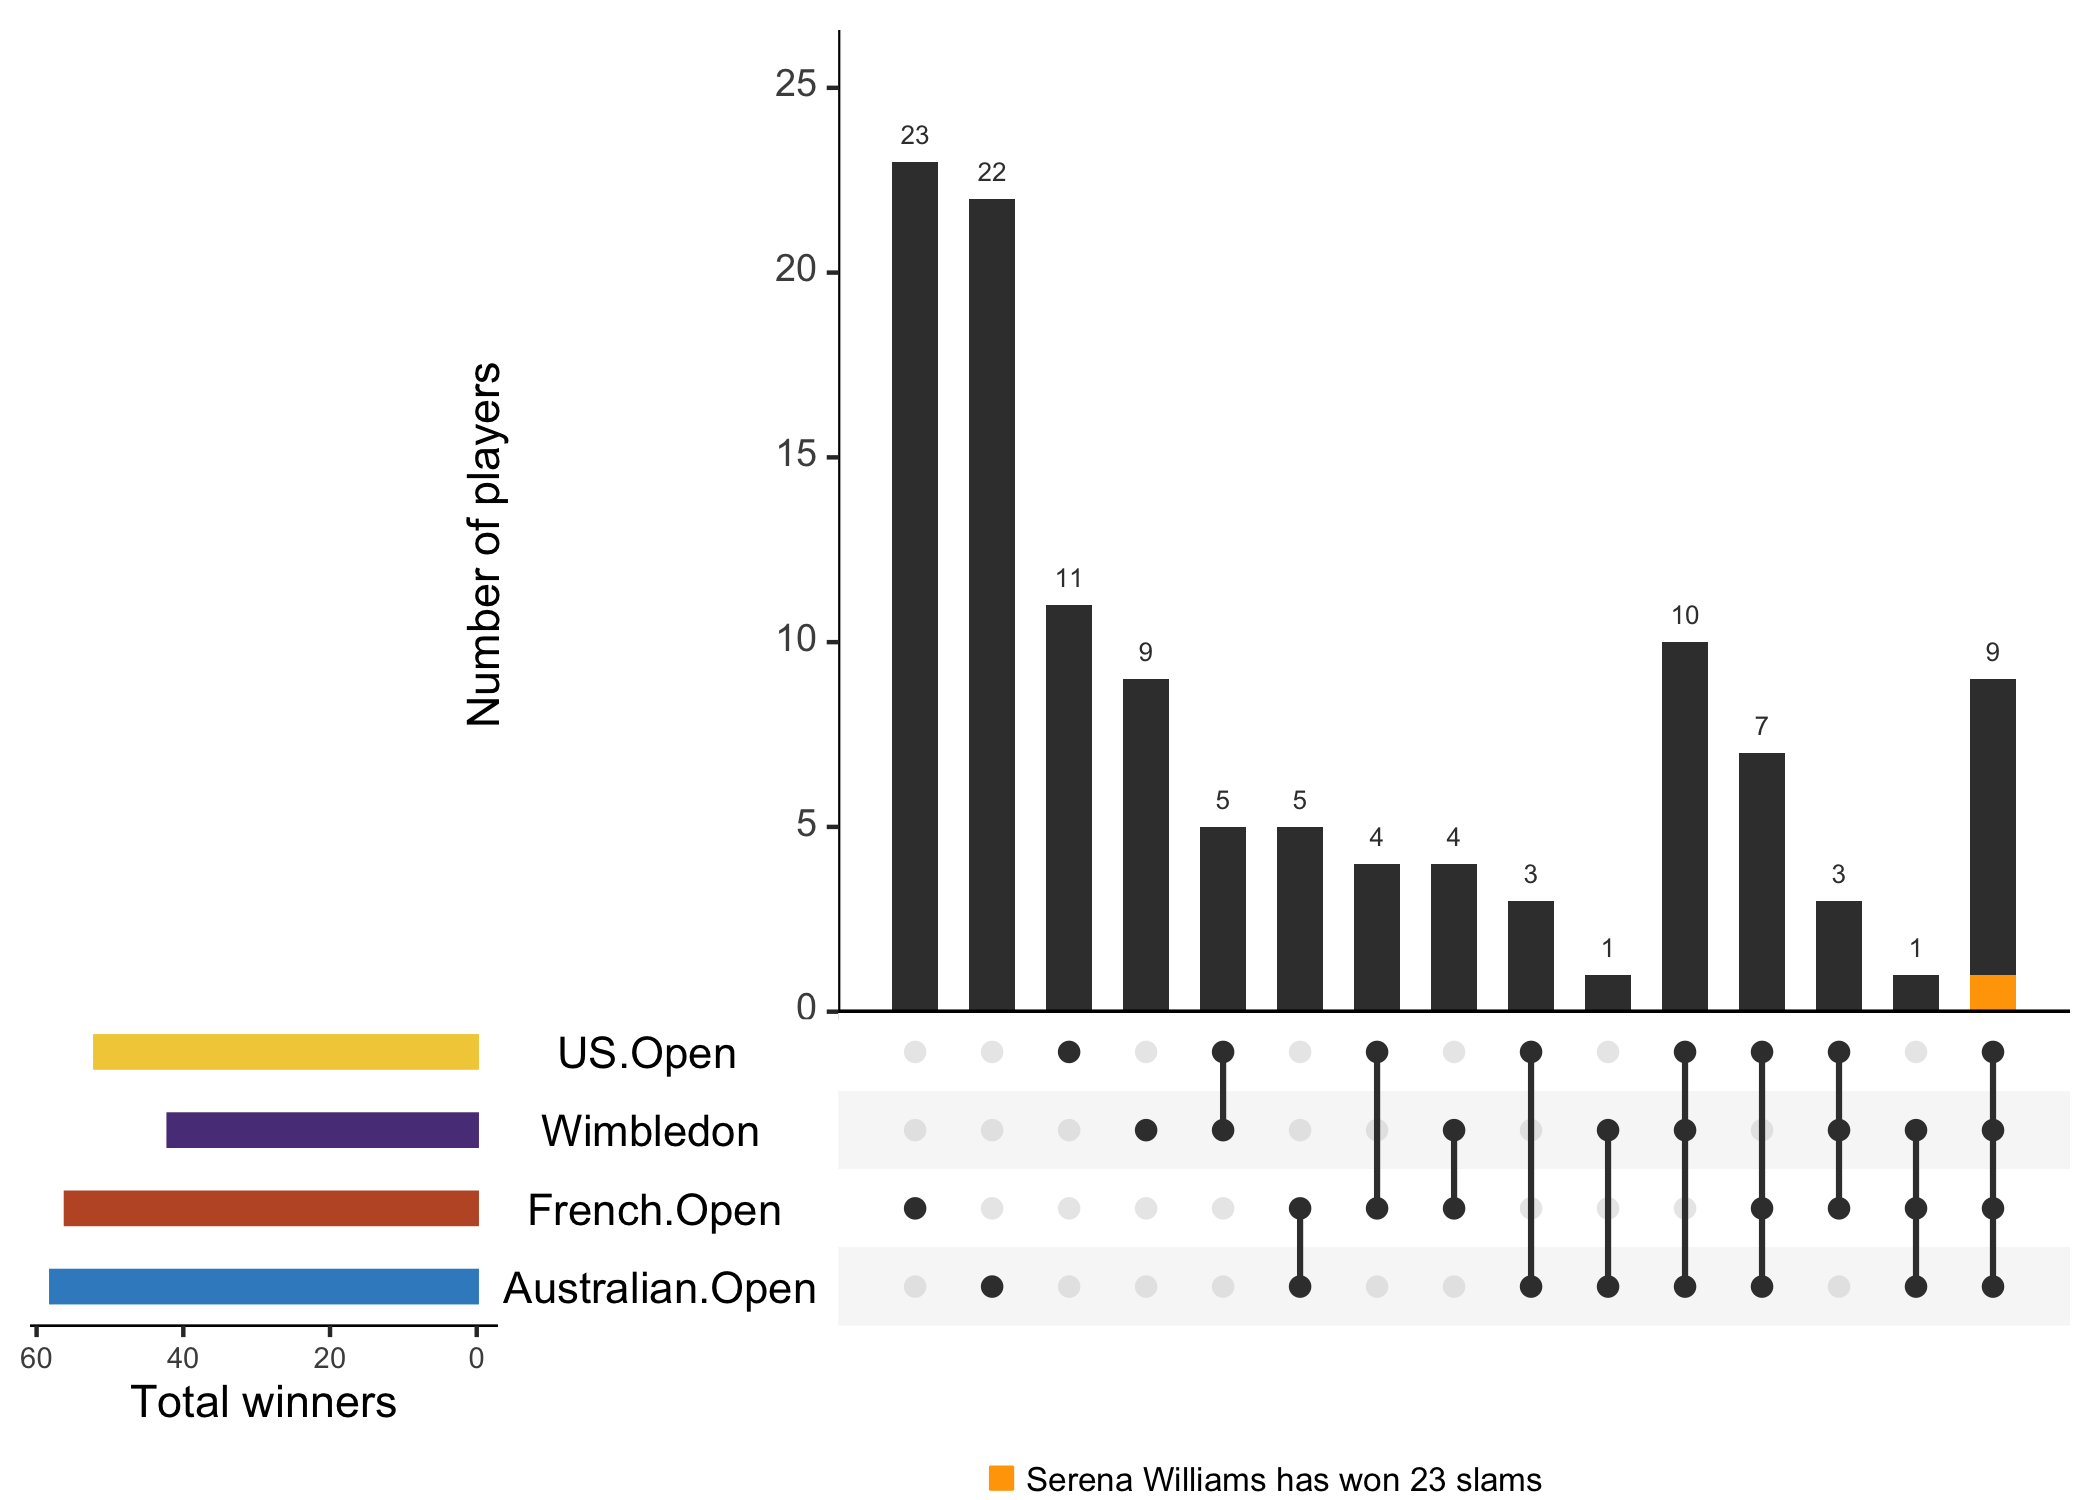 25
20
15
10
5
0
Number of players
23
22
11
9
5
5
4
4
3
1
10
7
3
1
9
US.Open
Wimbledon
French.Open
Australian.Open
60 40 20 0
Total winners
Serena Williams has won 23 slams